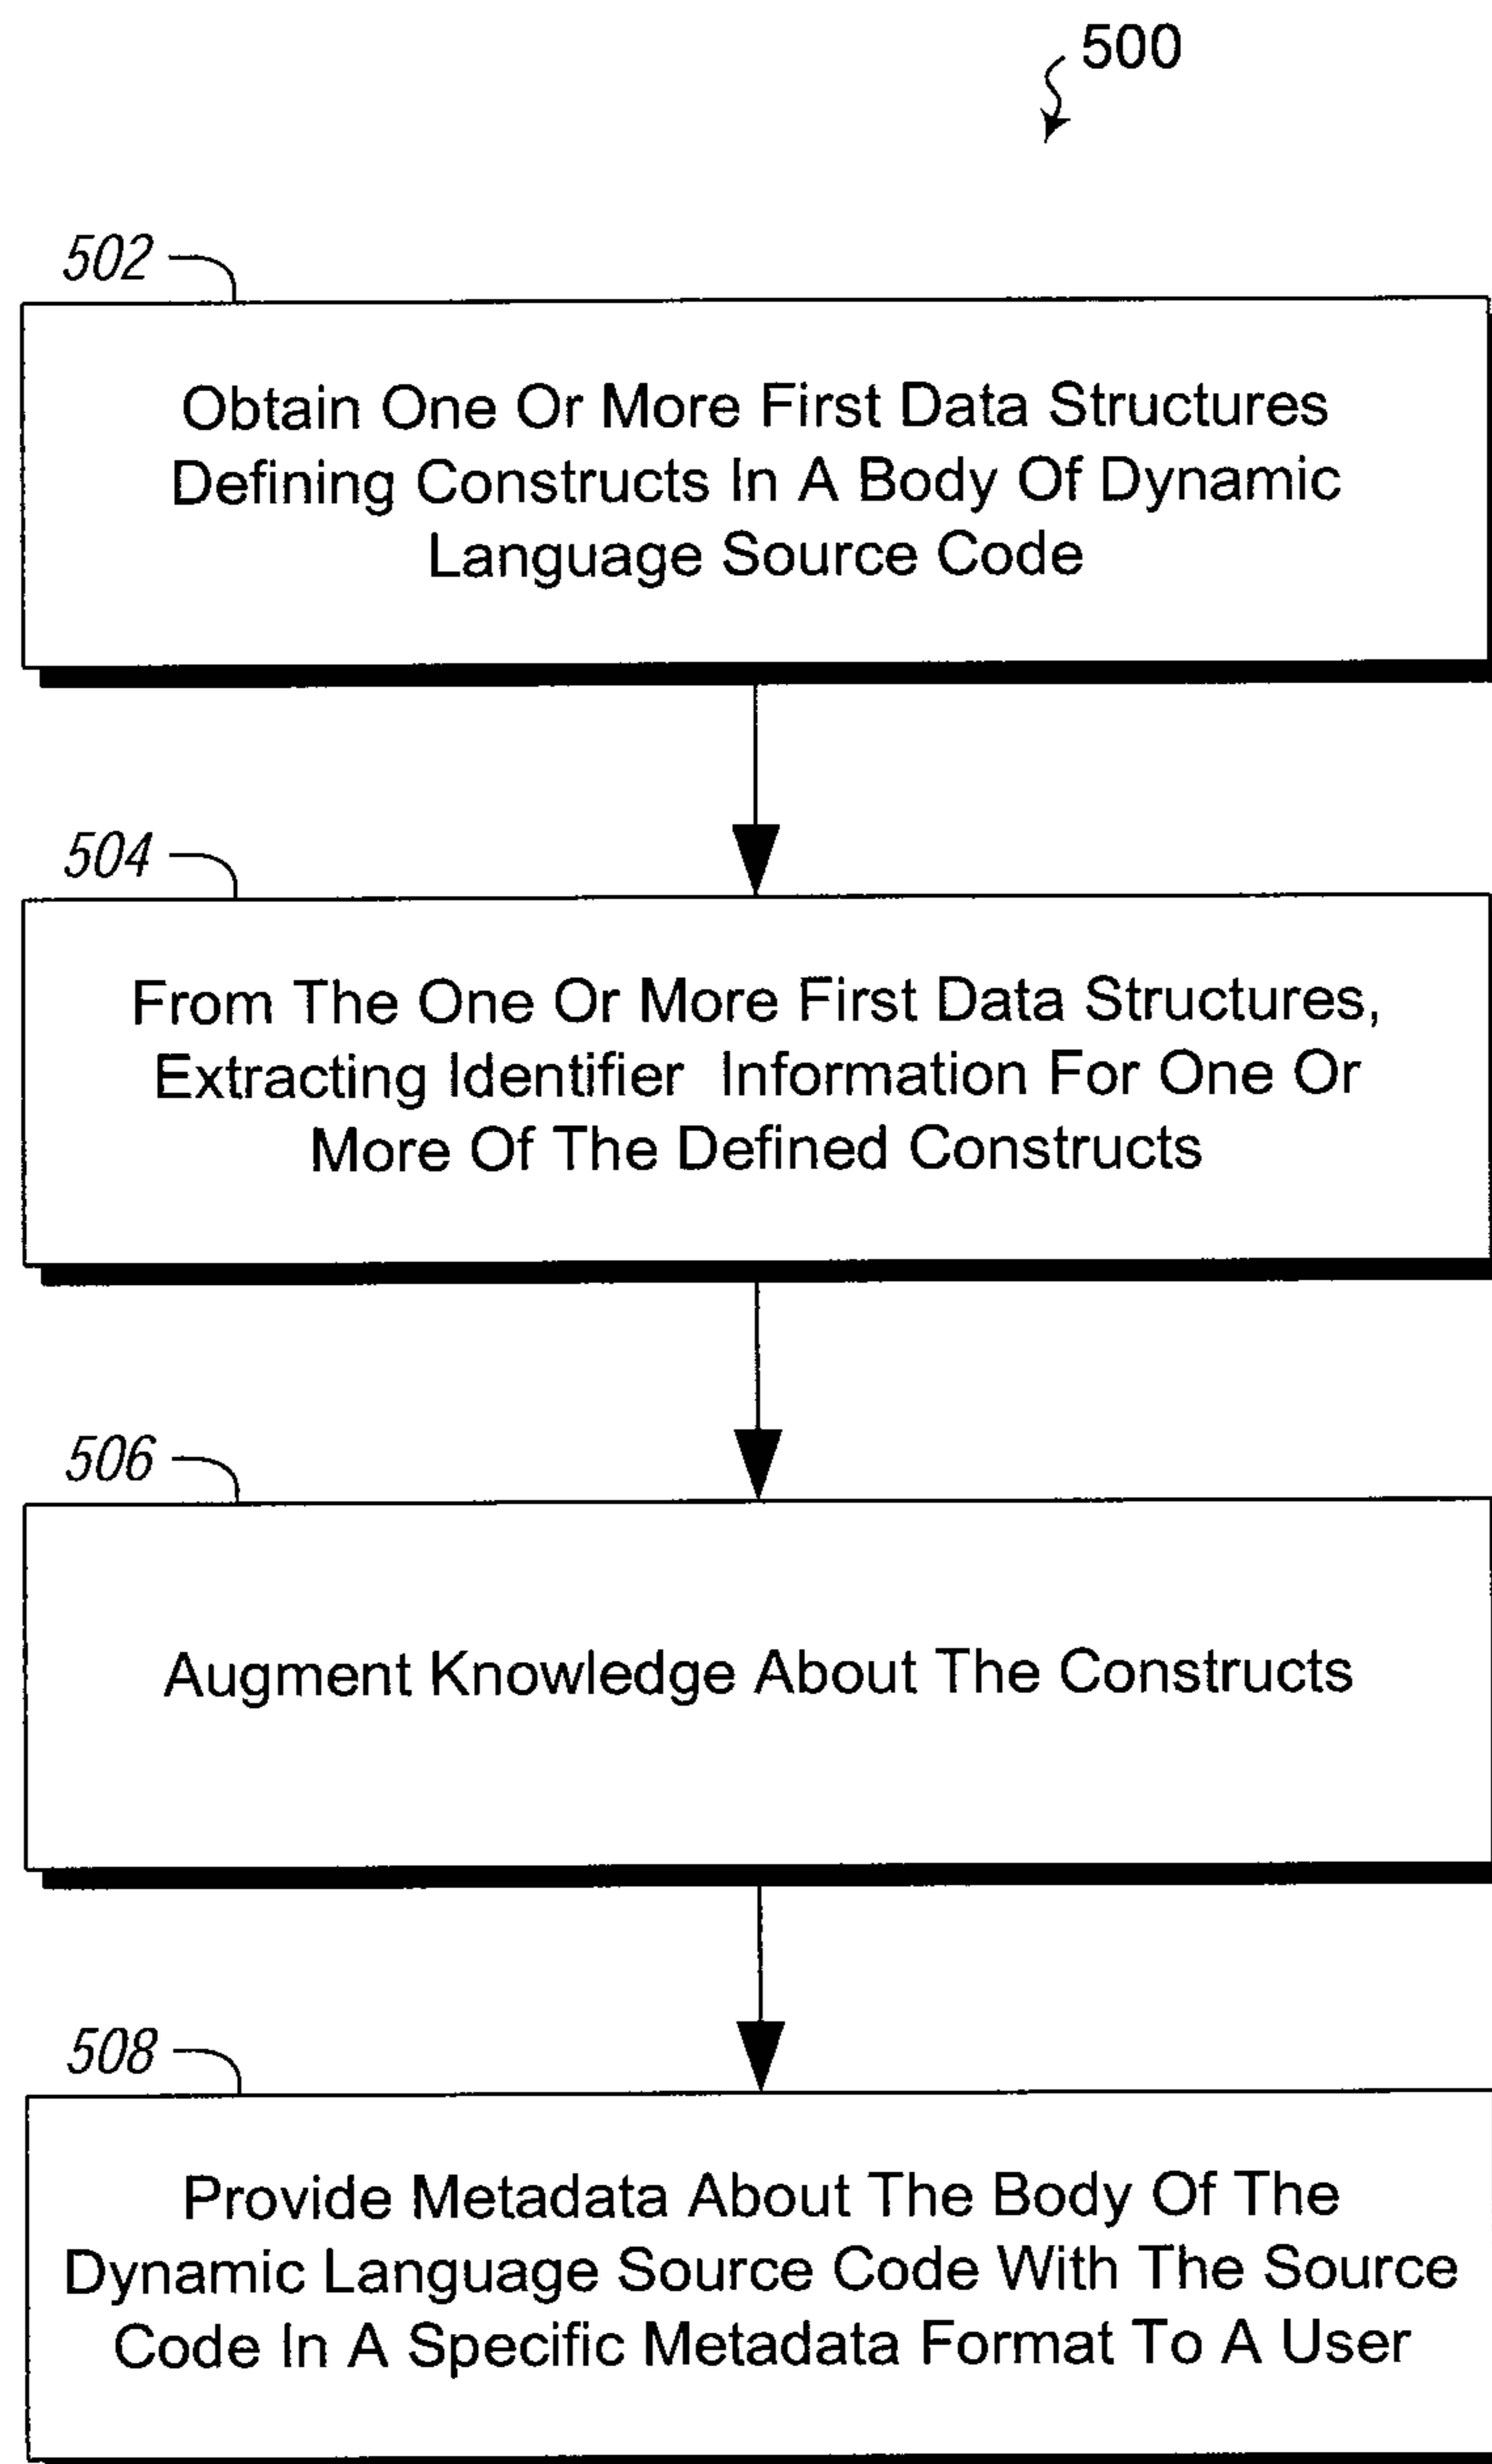 500
502
Obtain One Or More First Data Structures
Defining Constructs In A Body Of Dynamic
Language Source Code
504
From The One Or More First Data Structures,
Extracting Identifier Information For One Or
More Of The Defined Constructs
506
Augment Knowledge About The Constructs
508
Provide Metadata About The Body Of The
Dynamic Language Source Code With The Source
Code In A Specific Metadata Format To A User